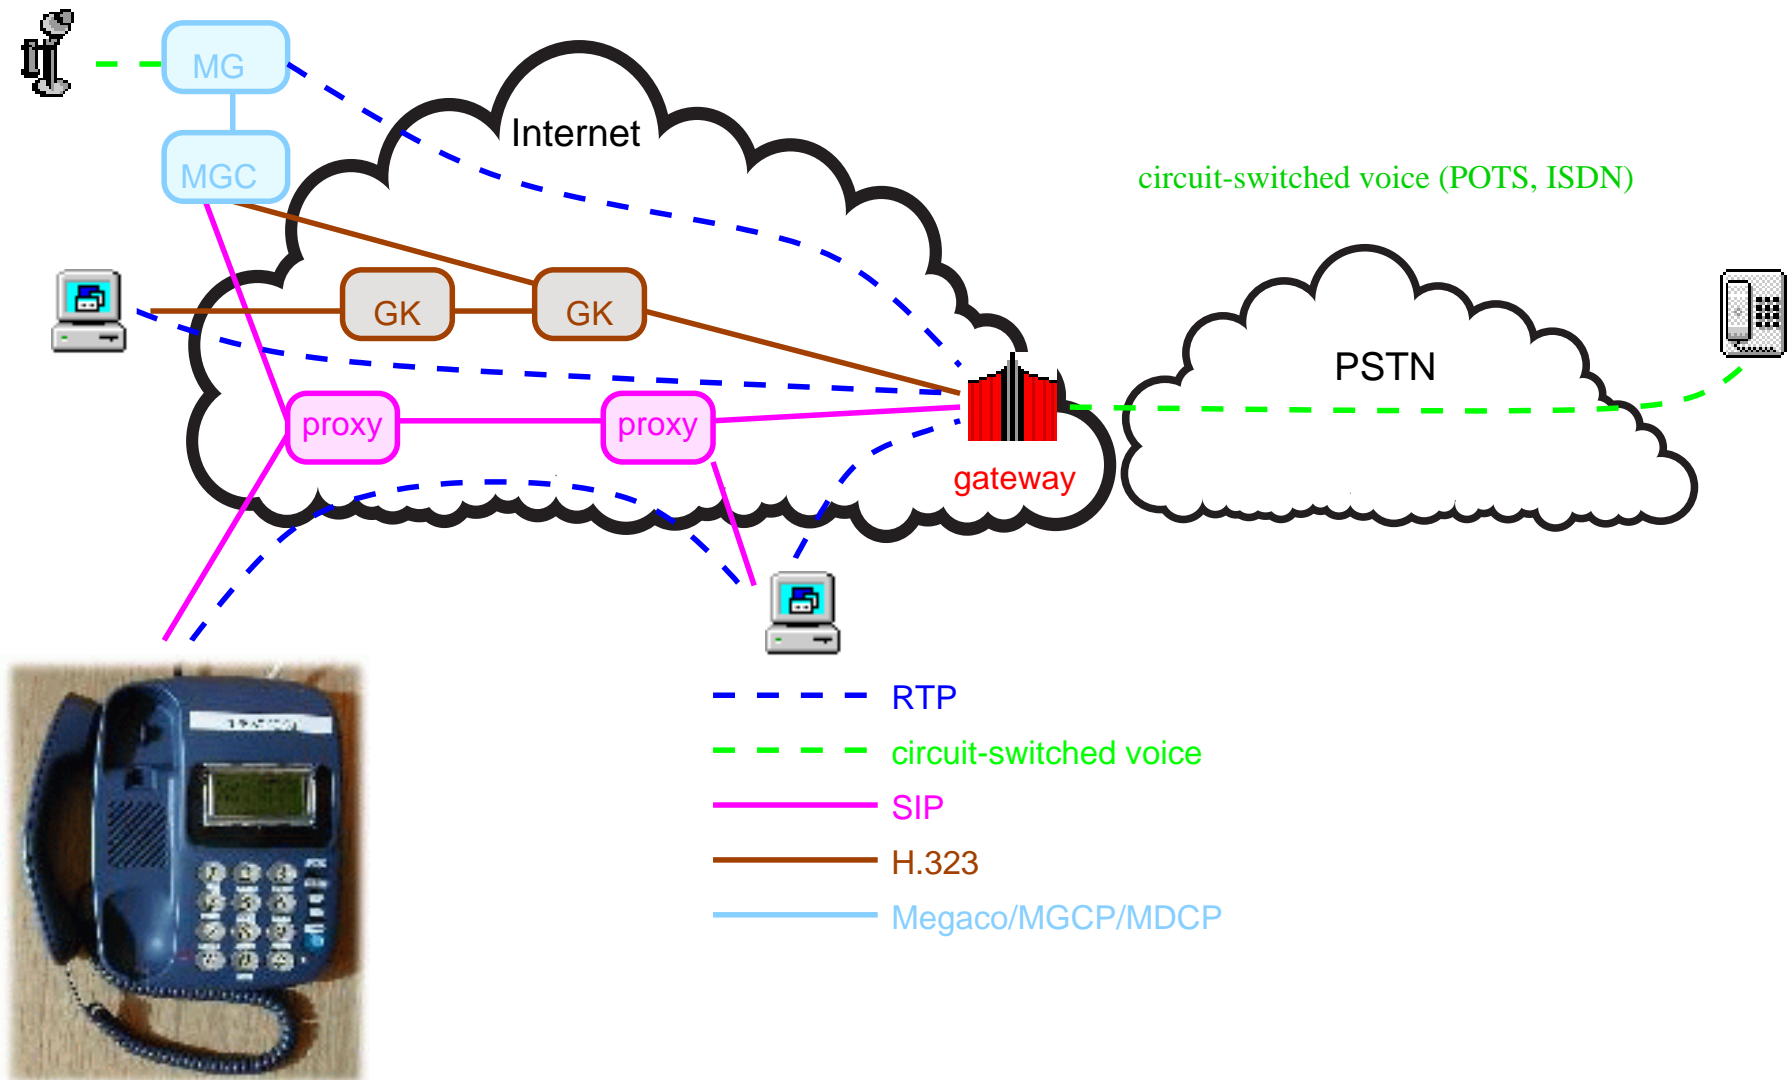 MG
Internet
MGC
circuit-switched voice (POTS, ISDN)
GK
GK
PSTN
proxy
proxy
gateway
RTP
circuit-switched voice
SIP
H.323
Megaco/MGCP/MDCP